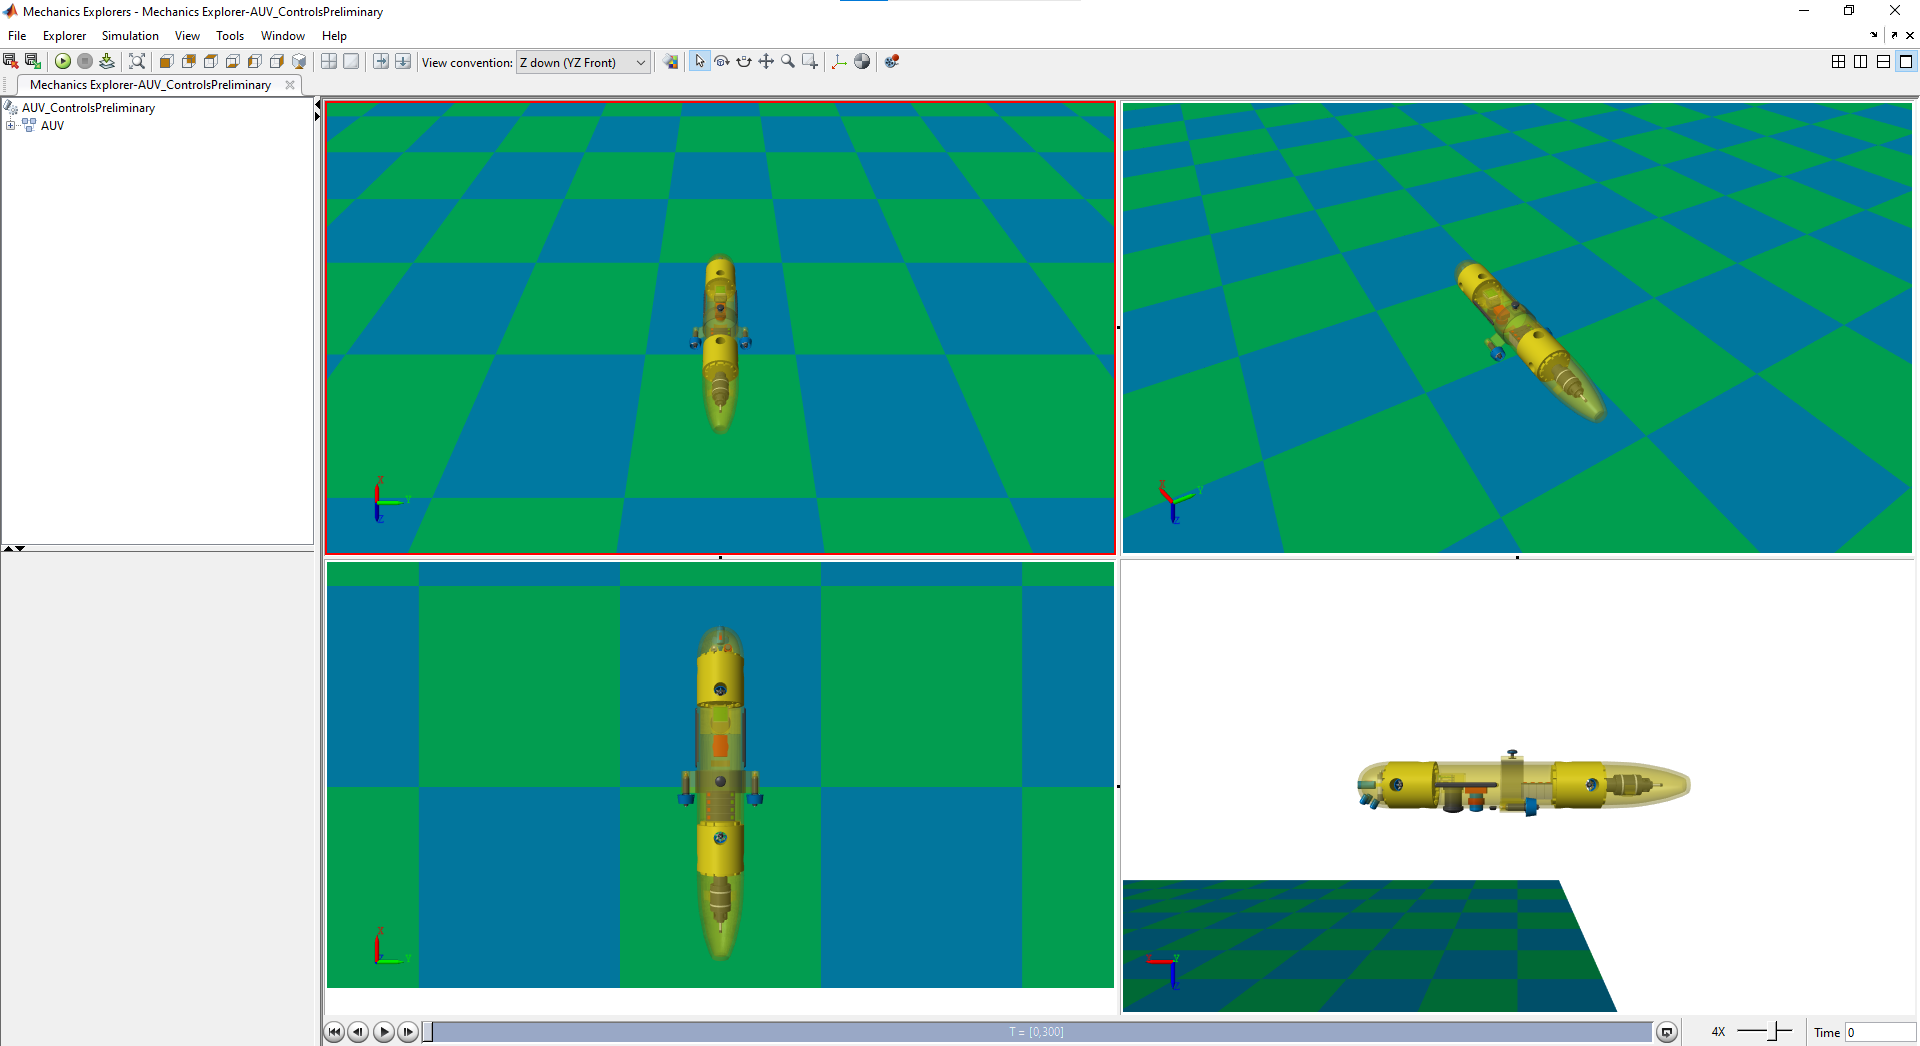 Mechanics Explorers - Mechanics Explorer-AUV_ControlsPreliminary
File Explorer Simulation View Tools Window Help
View convention: Z down (YZ Front)
Mechanics Explorer-AUV_ControlsPreliminary
AUV_ControlsPreliminary
AUV
X
Y
Z
X
Y
Z
X
Y
Y
Z
T = [0,300]
4X
Time 0